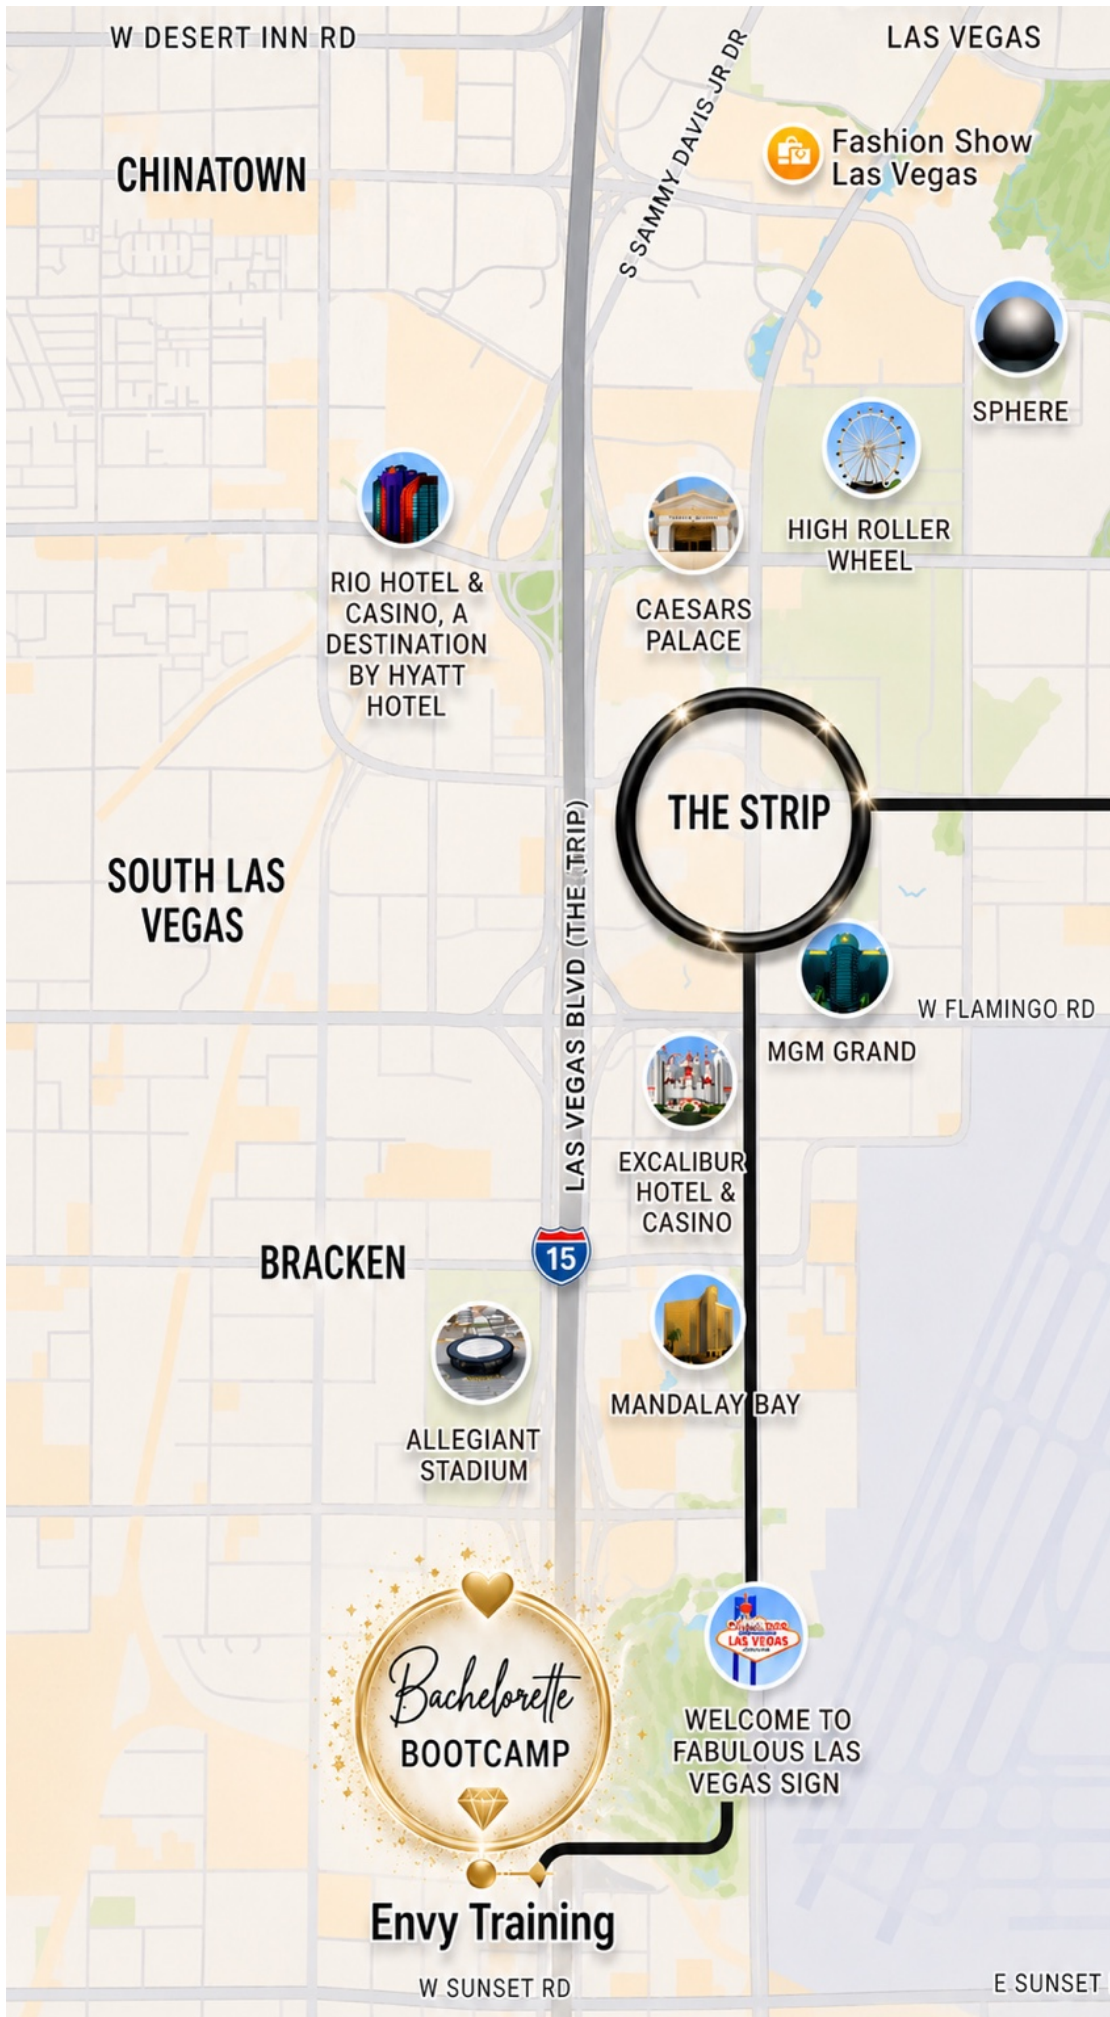 W DESERT INN RD
LAS VEGAS
S SAMMY DAVIS JR DR
Fashion Show
Las Vegas
CHINATOWN
SPHERE
HIGH ROLLER
WHEEL
RIO HOTEL &
CASINO, A
DESTINATION
BY HYATT
HOTEL
CAESARS
PALACE
THE STRIP
LAS VEGAS BLVD (THE TRIP)
SOUTH LAS
VEGAS
W FLAMINGO RD
MGM GRAND
EXCALIBUR
HOTEL &
CASINO
BRACKEN
15
MANDALAY BAY
ALLEGIANT
STADIUM
LAS VEGAS
WELCOME TO
FABULOUS LAS
VEGAS SIGN
Bachelorette
BOOTCAMP
Envy Training
W SUNSET RD
E SUNSET